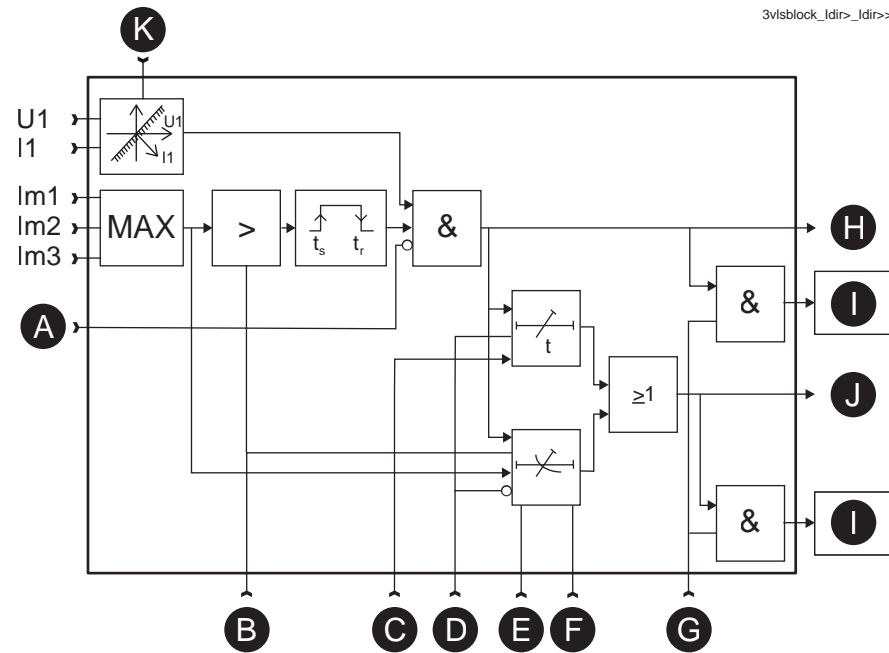 3vlsblock_Idir>_Idir>>
K
U1
I1
U1
I1
Im1
Im2
Im3
MAX
>
ts
tr
&
H
A
&
I
t
≥1
J
&
I
B
C
D
E
F
G